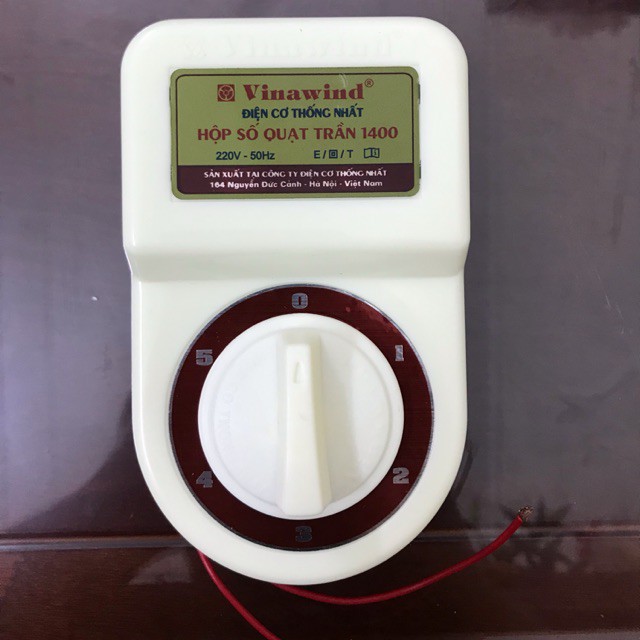 Vinawind®
ĐIỆN CƠ THỐNG NHẤT
HỘP SỐ QUẠT TRẦN 1400
220V - 50Hz E / / T
SẢN XUẤT TẠI CÔNG TY ĐIỆN CƠ THỐNG NHẤT
164 Nguyễn Đức Cảnh - Hà Nội - Việt Nam
0
5 1
4 2
3